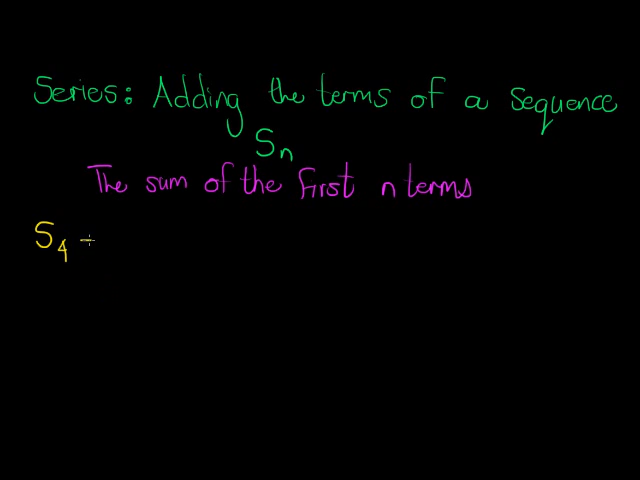 Series: Adding the terms of a sequence
Sn
The sum of the first n terms
S4 -